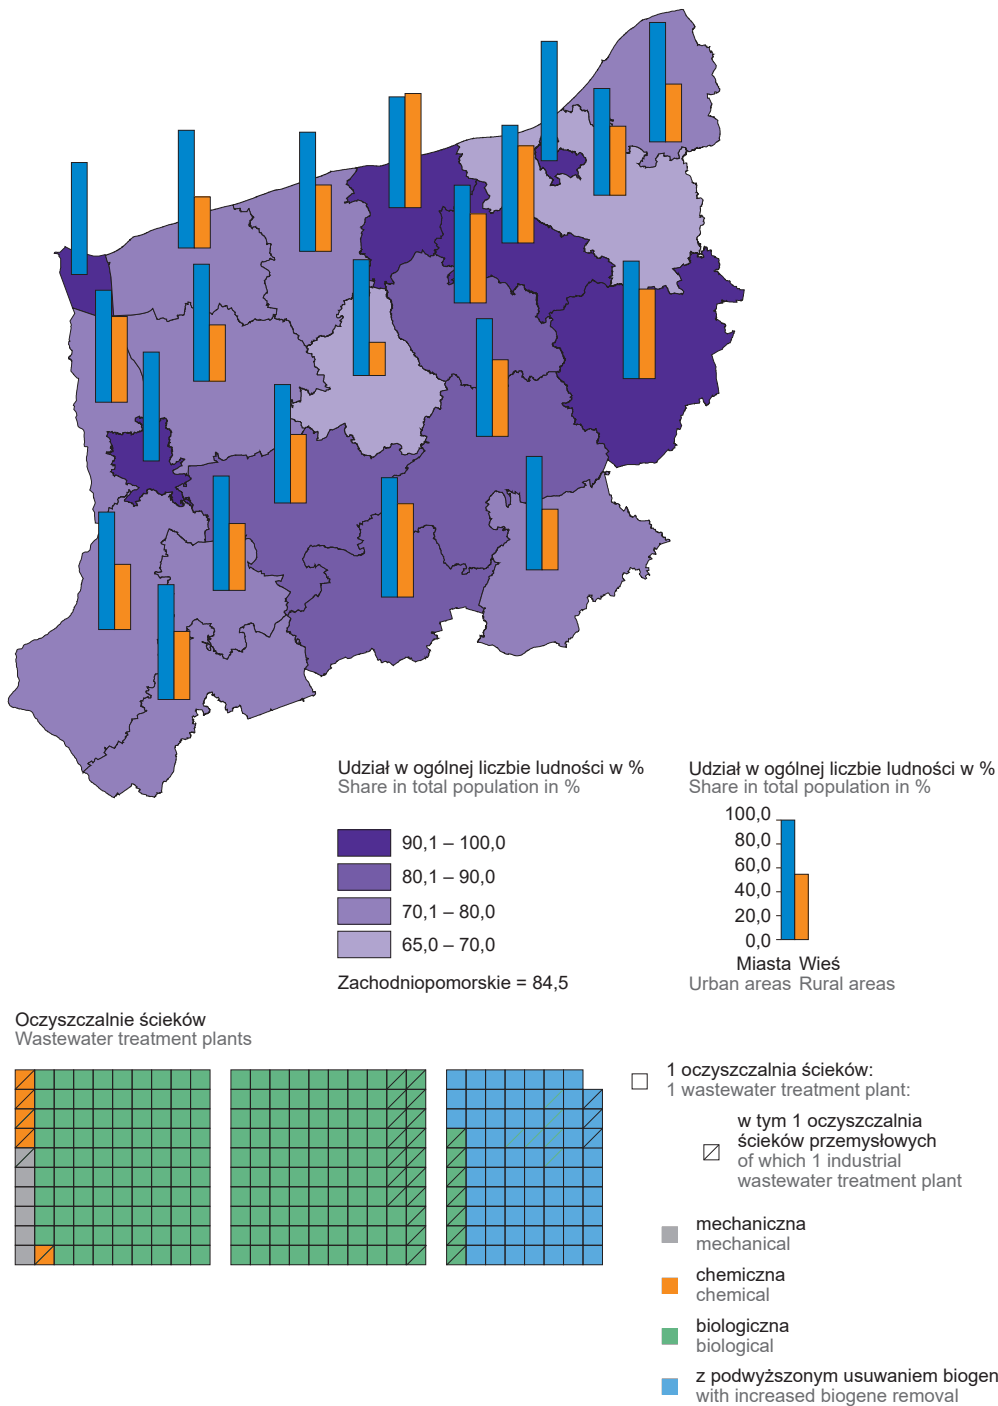 Udział w ogólnej liczbie ludności w %
Share in total population in %
90,1 – 100,0
80,1 – 90,0
70,1 – 80,0
65,0 – 70,0
Zachodniopomorskie = 84,5
Udział w ogólnej liczbie ludności w %
Share in total population in %
100,0
80,0
60,0
40,0
20,0
0,0
Miasta Wieś
Urban areas Rural areas
Oczyszczalnie ścieków
Wastewater treatment plants
1 oczyszczalnia ścieków:
1 wastewater treatment plant:
w tym 1 oczyszczalnia
ścieków przemysłowych
of which 1 industrial
wastewater treatment plant
mechaniczna
mechanical
chemiczna
chemical
biologiczna
biological
z podwyższonym usuwaniem biogen
with increased biogene removal